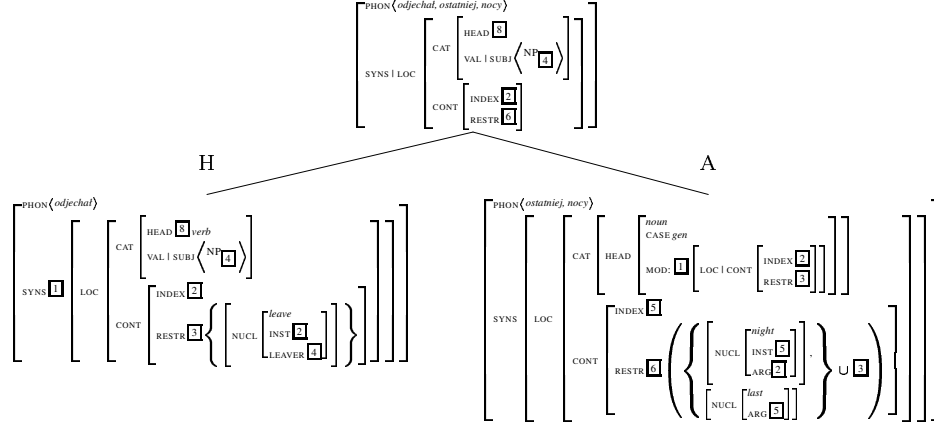 PHON⟨odjechał, ostatniej, nocy⟩
HEAD 8
CAT
VAL | SUBJ ⟨NP 4⟩
SYNS | LOC
INDEX 2
CONT
RESTR 6
H A
PHON⟨odjechał⟩
HEAD 8 verb
CAT
VAL | SUBJ ⟨NP 4⟩
SYNS 1 LOC
INDEX 2
CONT
leave
RESTR 3 { NUCL INST 2 }
LEAVER 4
PHON⟨ostatniej, nocy⟩
noun
CASE gen
CAT HEAD
MOD: 1 LOC | CONT INDEX 2
RESTR 3
INDEX 5
SYNS LOC
night
NUCL INST 5 ,
ARG 2
CONT RESTR 6 ( { } ∪ 3 )
last
NUCL ARG 5